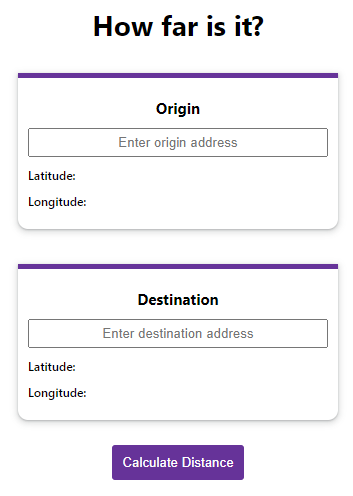 How far is it?
Origin
Enter origin address
Latitude:
Longitude:
Destination
Enter destination address
Latitude:
Longitude:
Calculate Distance